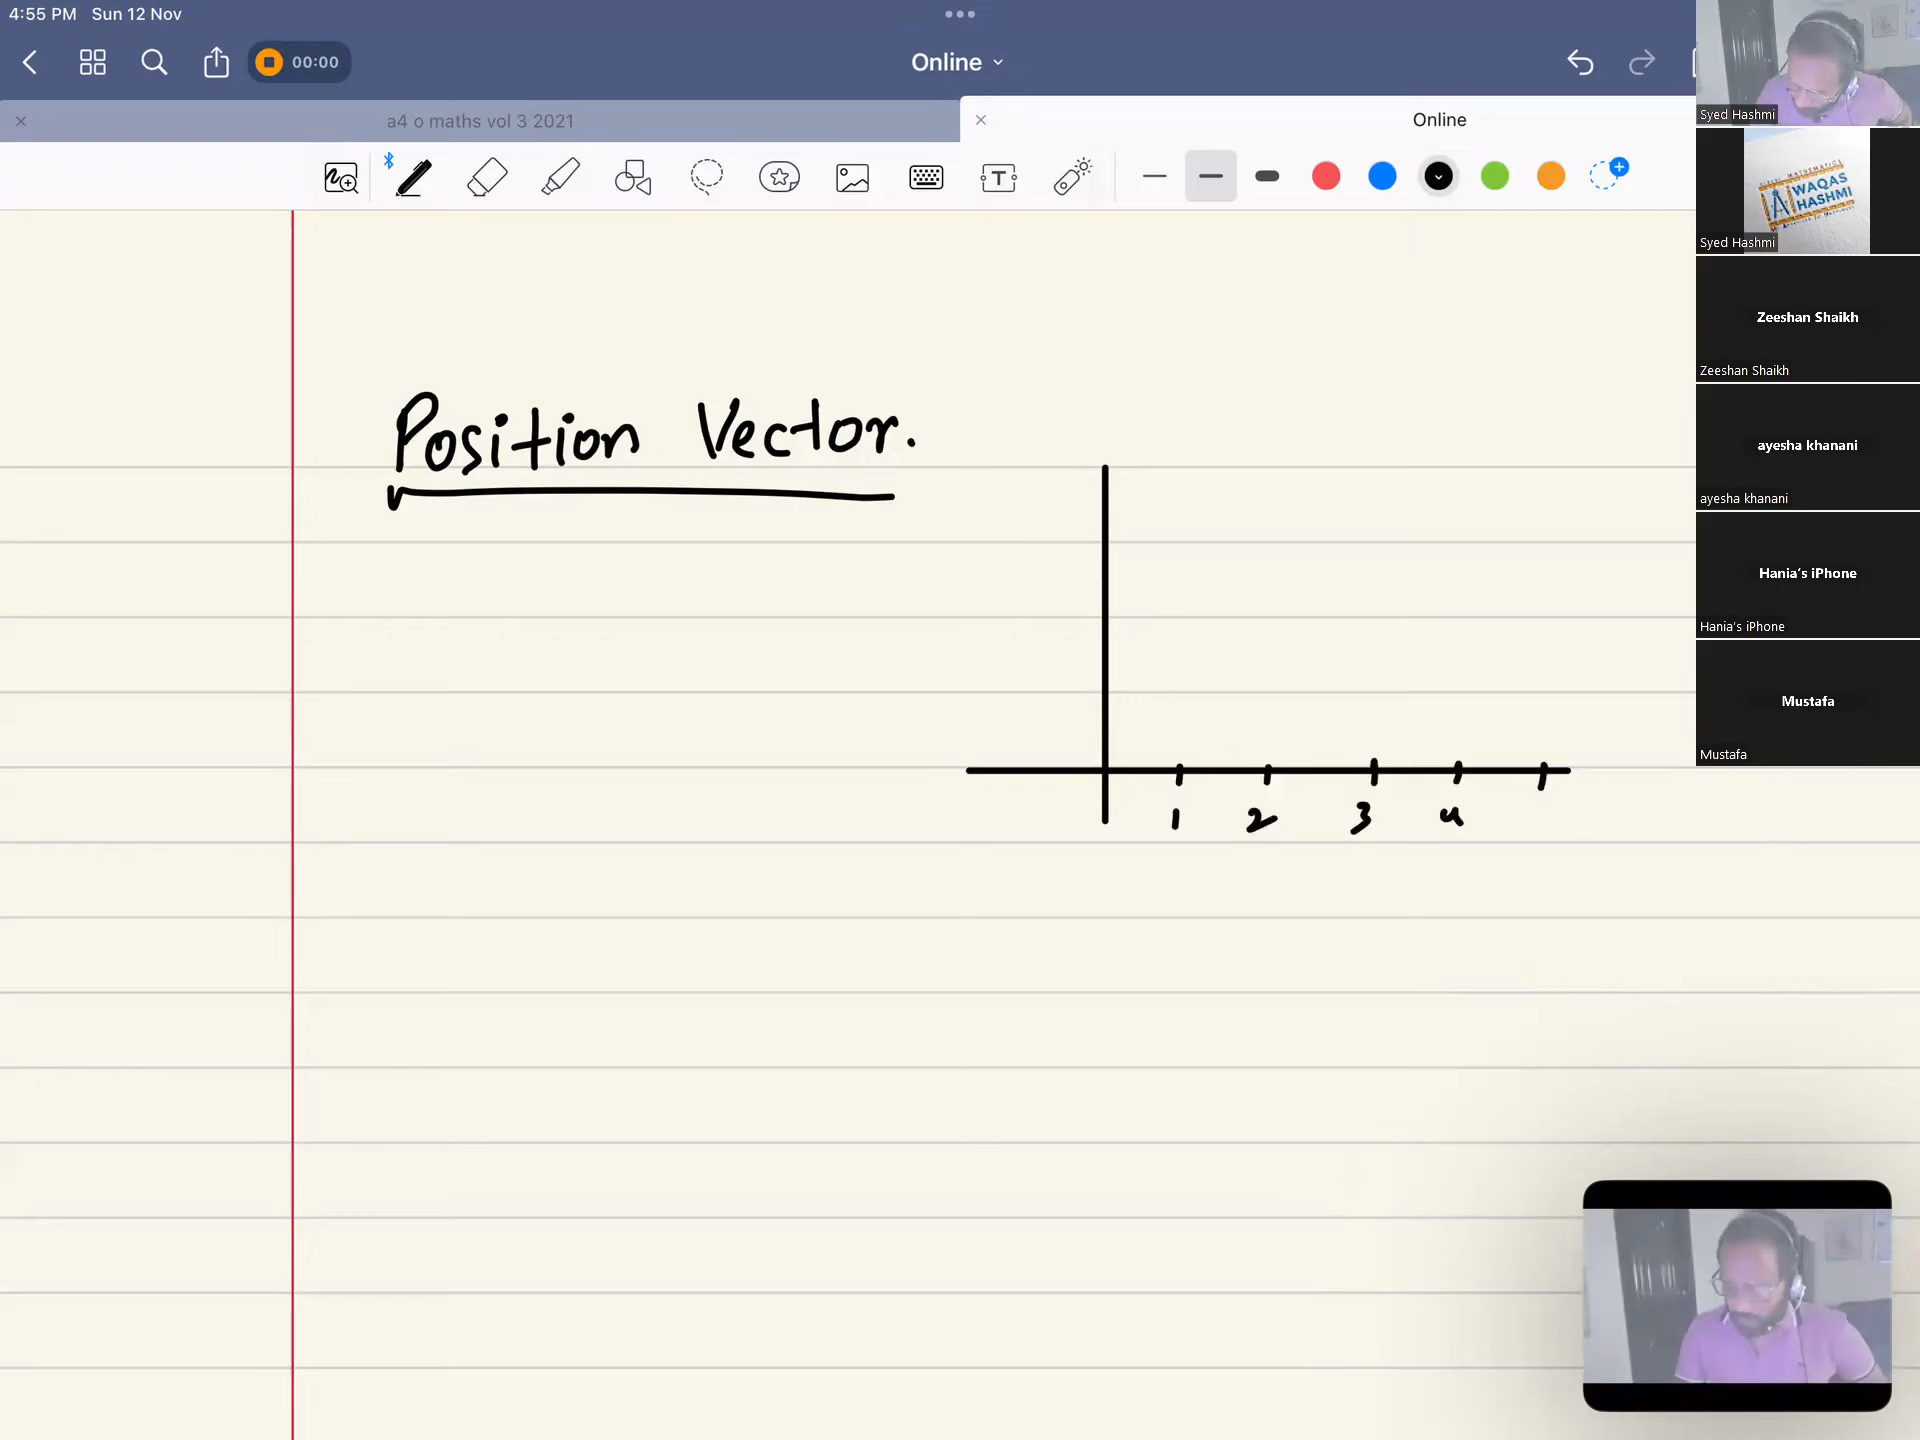 4:55 PM Sun 12 Nov
00:00
Online
a4 o maths vol 3 2021
Online
T
Syed Hashmi
MATHEMATICS
WAQAS
HASHMI
Syed Hashmi
Zeeshan Shaikh
Zeeshan Shaikh
ayesha khanani
ayesha khanani
Hania's iPhone
Hania's iPhone
Mustafa
Mustafa
Position Vector.
1 2 3 4